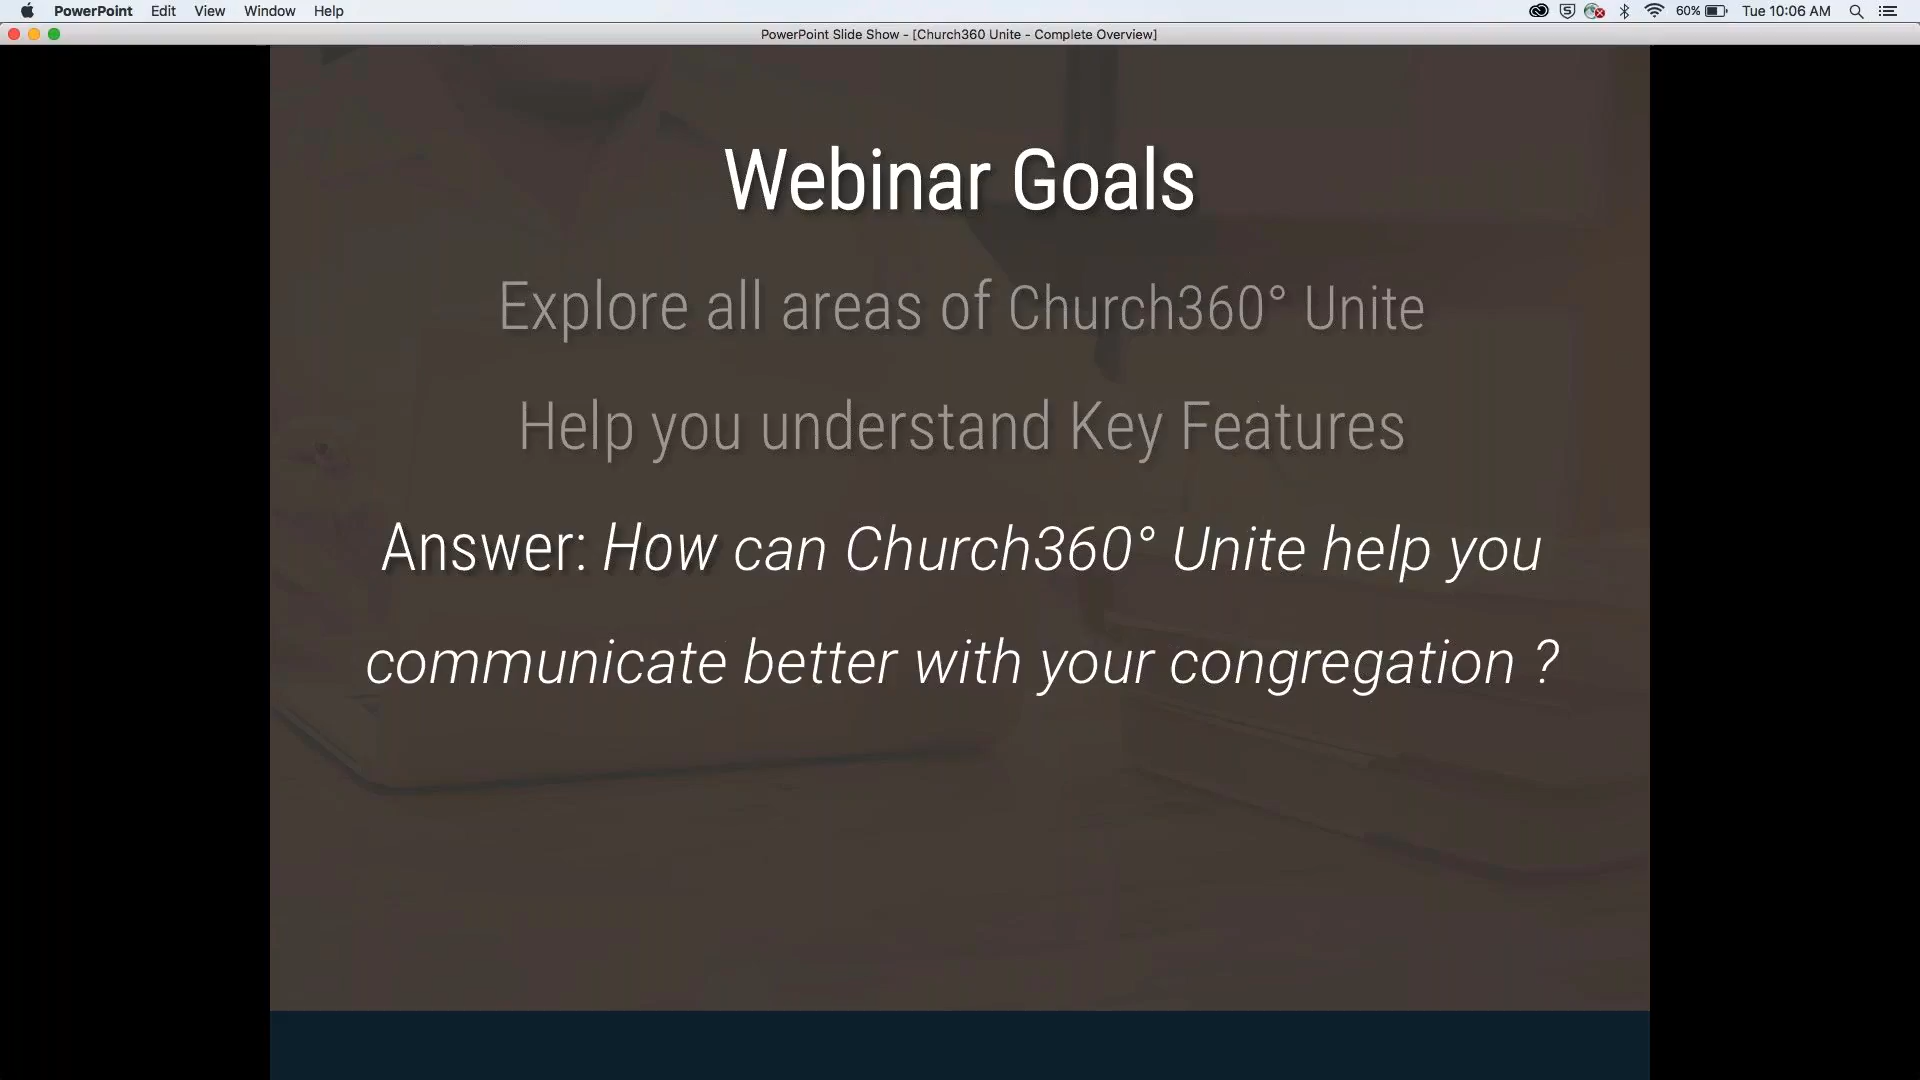 PowerPoint Edit View Window Help 60% Tue 10:06 AM
PowerPoint Slide Show - [Church360 Unite - Complete Overview]
Webinar Goals
Explore all areas of Church360° Unite
Help you understand Key Features
Answer: How can Church360° Unite help you
communicate better with your congregation ?